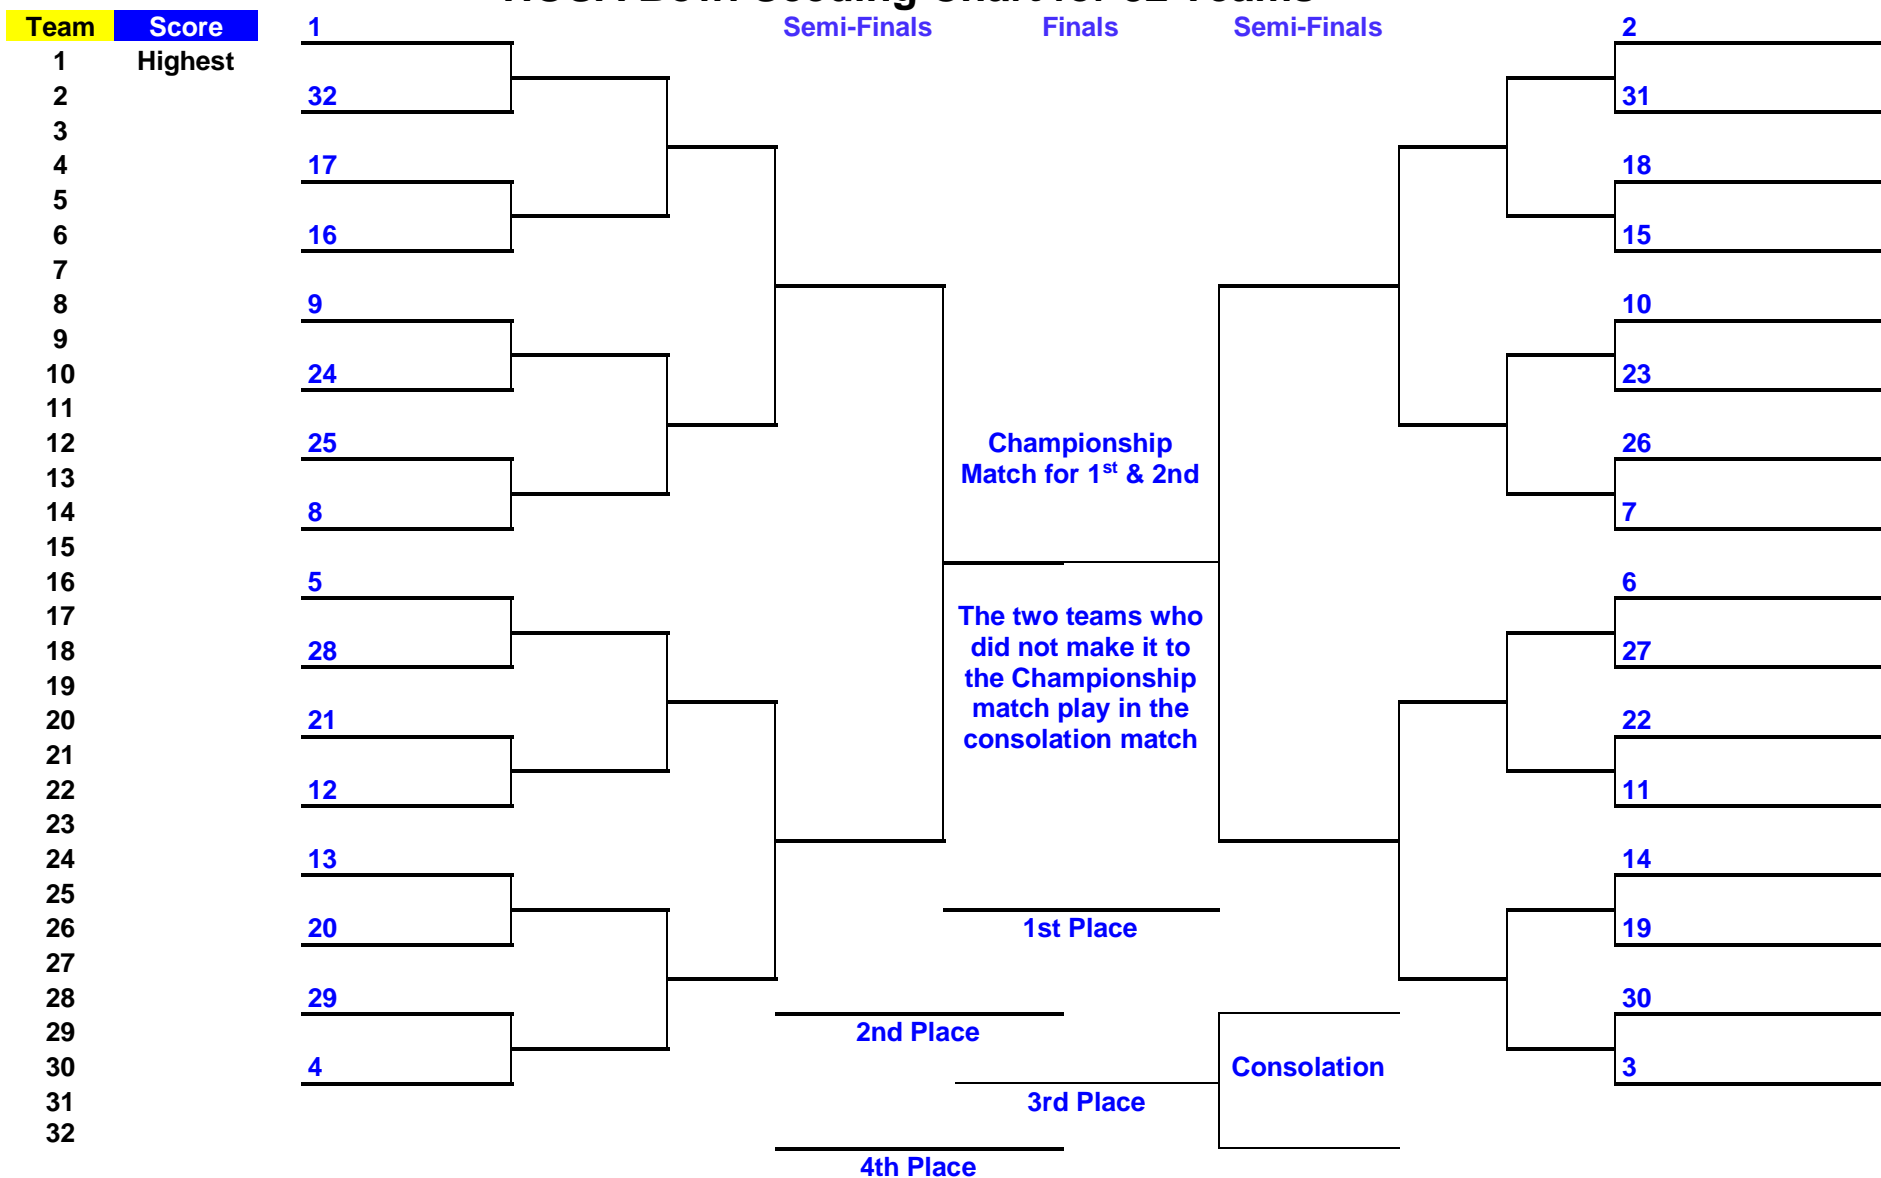 Team Score 1 Semi-Finals Finals Semi-Finals 2
1 Highest
2 32 31
3
4 17 18
5
6 16 15
7
8 9 10
9
10 24 23
11
12 25 Championship 26
13 Match for 1st & 2nd
14 8 7
15
16 5 6
17 The two teams who
18 28 did not make it to 27
19 the Championship
20 21 match play in the 22
21 consolation match
22 12 11
23
24 13 14
25
26 20 1st Place 19
27
28 29 30
29 2nd Place
30 4 Consolation 3
31 3rd Place
32
4th Place